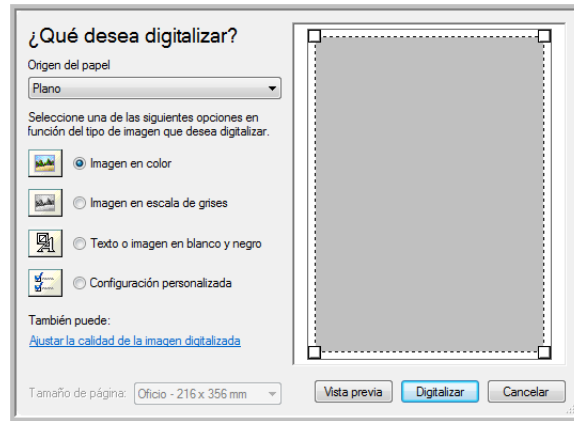 ¿Qué desea digitalizar?
Origen del papel
Plano
Seleccione una de las siguientes opciones en
función del tipo de imagen que desea digitalizar.
Imagen en color
Imagen en escala de grises
Texto o imagen en blanco y negro
Configuración personalizada
También puede:
Ajustar la calidad de la imagen digitalizada
Tamaño de página: Oficio - 216 x 356 mm
Vista previa Digitalizar Cancelar